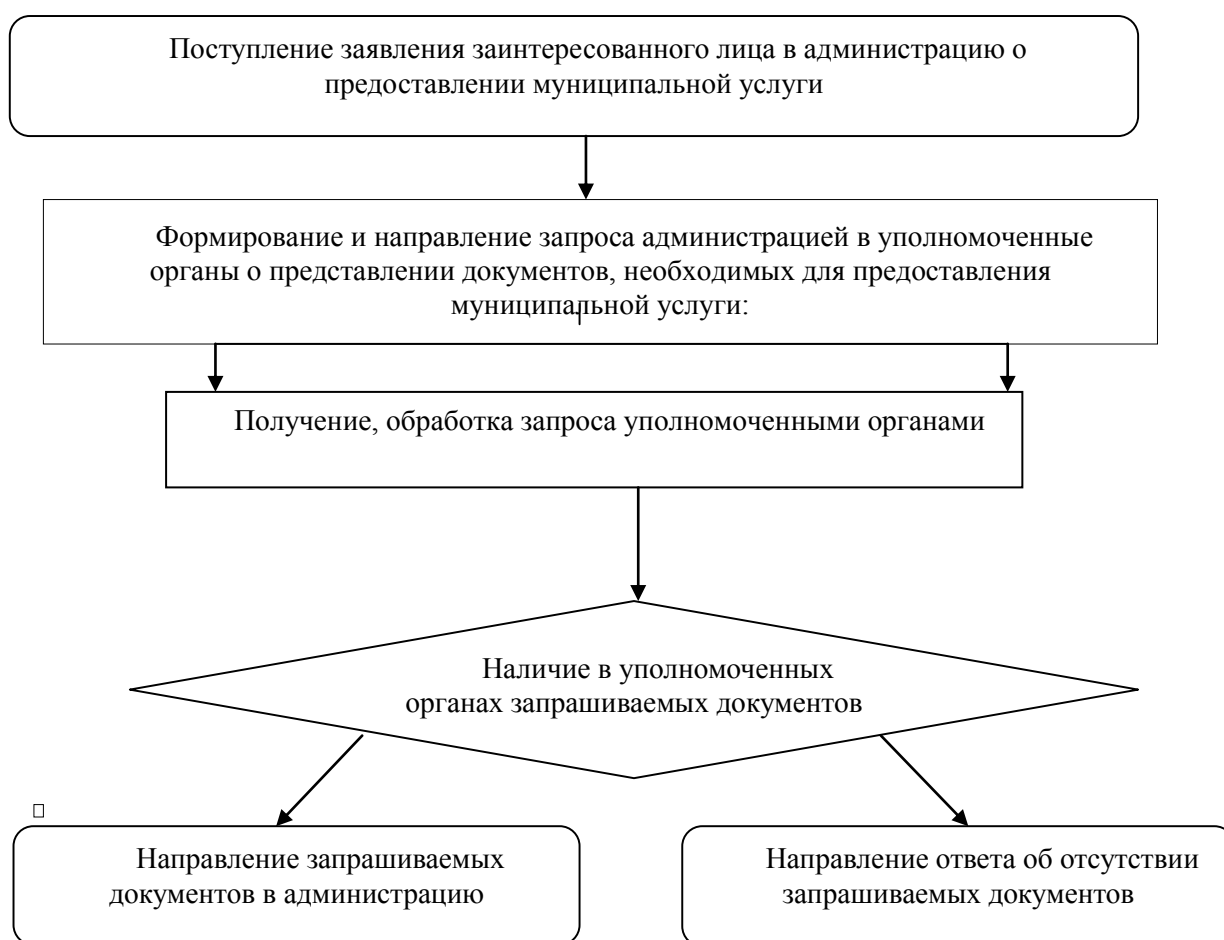 Поступление заявления заинтересованного лица в администрацию о
предоставлении муниципальной услуги
Формирование и направление запроса администрацией в уполномоченные
органы о представлении документов, необходимых для предоставления
муниципальной услуги:
Получение, обработка запроса уполномоченными органами
Наличие в уполномоченных
органах запрашиваемых документов
Направление запрашиваемых
документов в администрацию
Направление ответа об отсутствии
запрашиваемых документов